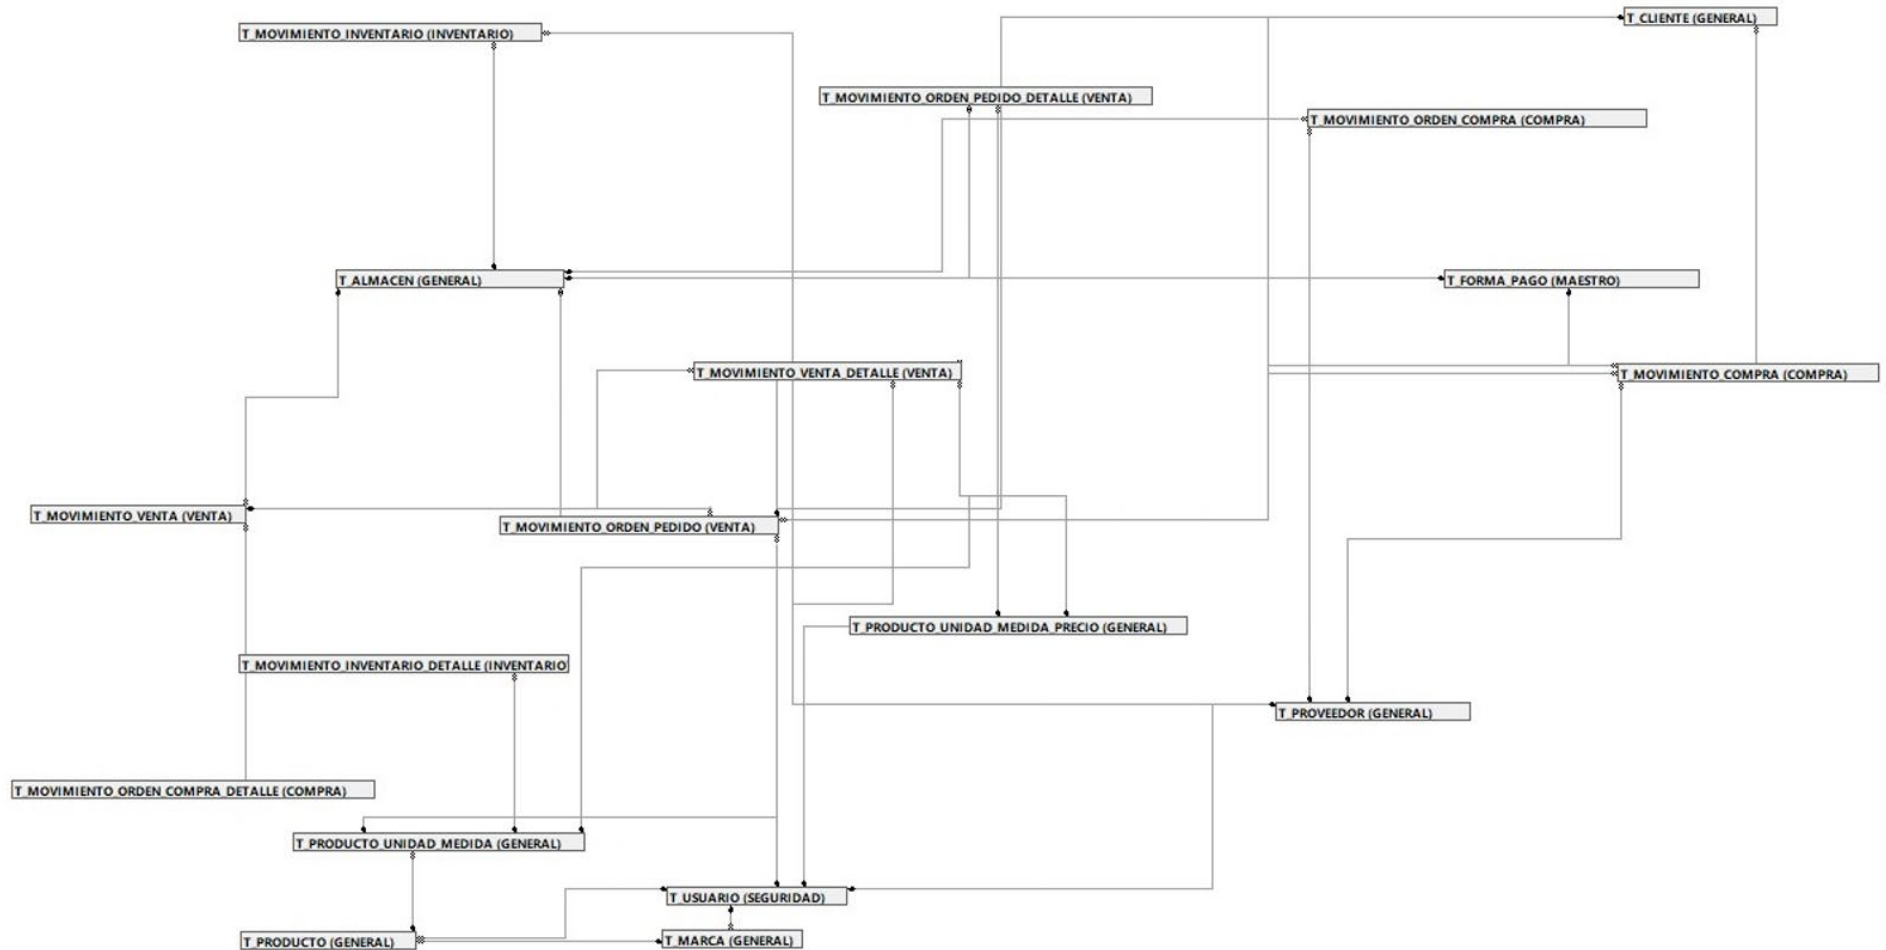 T_CLIENTE (GENERAL)
T_MOVIMIENTO_INVENTARIO (INVENTARIO)
T_MOVIMIENTO_ORDEN_PEDIDO_DETALLE (VENTA)
T_MOVIMIENTO_ORDEN_COMPRA (COMPRA)
T_ALMACEN (GENERAL)
T_FORMA_PAGO (MAESTRO)
T_MOVIMIENTO_VENTA_DETALLE (VENTA)
T_MOVIMIENTO_COMPRA (COMPRA)
T_MOVIMIENTO_VENTA (VENTA)
T_MOVIMIENTO_ORDEN_PEDIDO (VENTA)
T_PRODUCTO_UNIDAD_MEDIDA_PRECIO (GENERAL)
T_MOVIMIENTO_INVENTARIO_DETALLE (INVENTARIO
T_PROVEEDOR (GENERAL)
T_MOVIMIENTO_ORDEN_COMPRA_DETALLE (COMPRA)
T_PRODUCTO_UNIDAD_MEDIDA (GENERAL)
T_USUARIO (SEGURIDAD)
T_PRODUCTO (GENERAL)
T_MARCA (GENERAL)